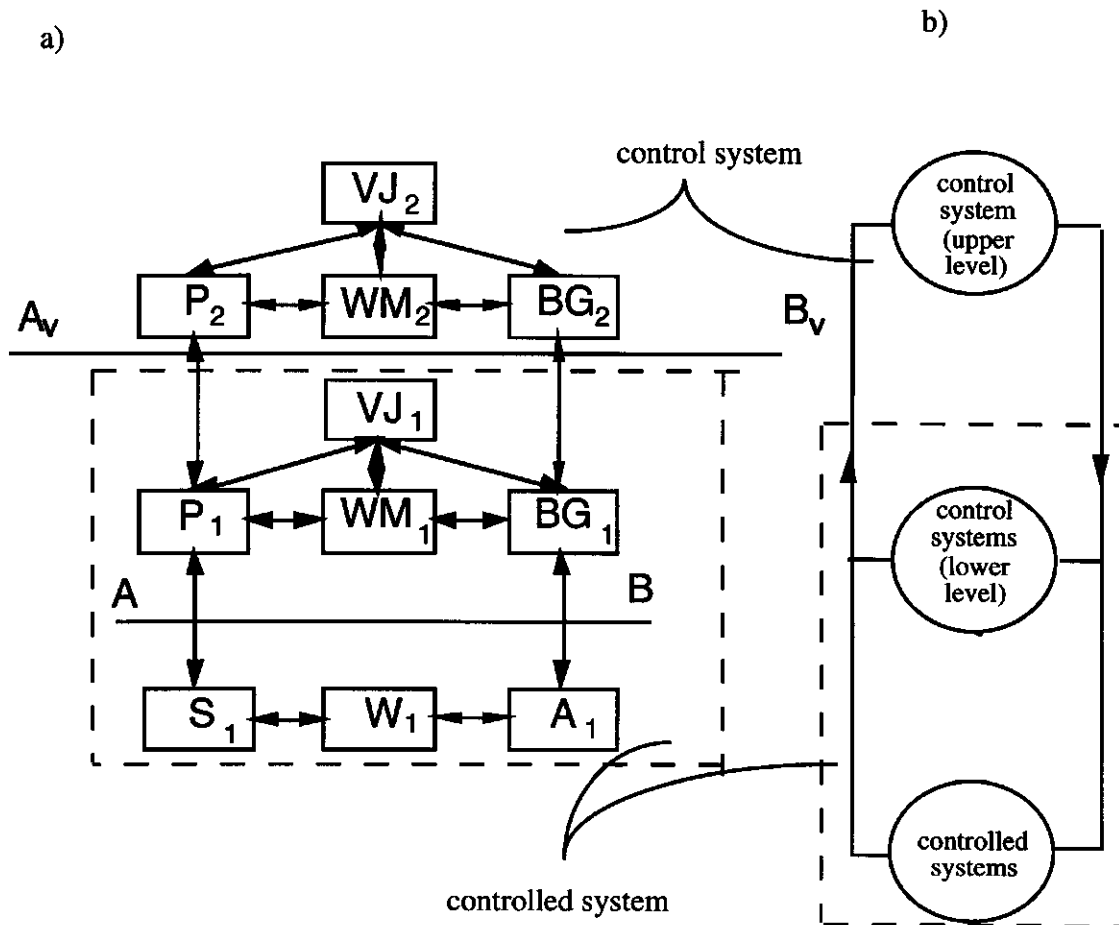 a)
b)
control system
VJ2
P2
WM2
BG2
Av
Bv
VJ1
P1
WM1
BG1
A
B
S1
W1
A1
controlled system
control
system
(upper
level)
control
systems
(lower
level)
controlled
systems